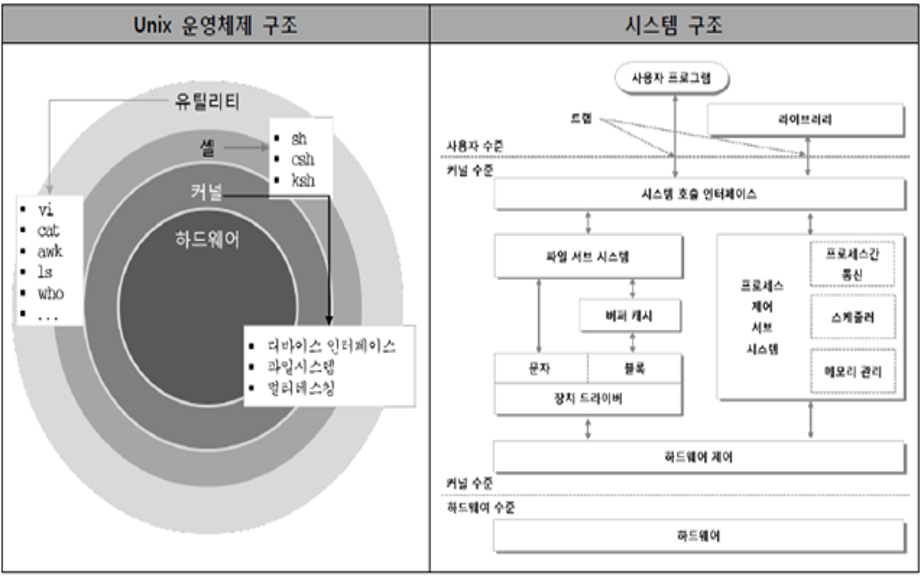 Unix 운영체제 구조
유틸리티
셸
sh
csh
ksh
커널
vi
cat
awk
ls
who
...
하드웨어
디바이스 인터페이스
파일시스템
멀티테스킹
시스템 구조
사용자 프로그램
트랩
라이브러리
사용자 수준
커널 수준
시스템 호출 인터페이스
파일 서브 시스템
버퍼 캐시
문자
블록
장치 드라이버
프로세스
제어
서브
시스템
프로세스간
통신
스케줄러
메모리 관리
하드웨어 제어
커널 수준
하드웨어 수준
하드웨어